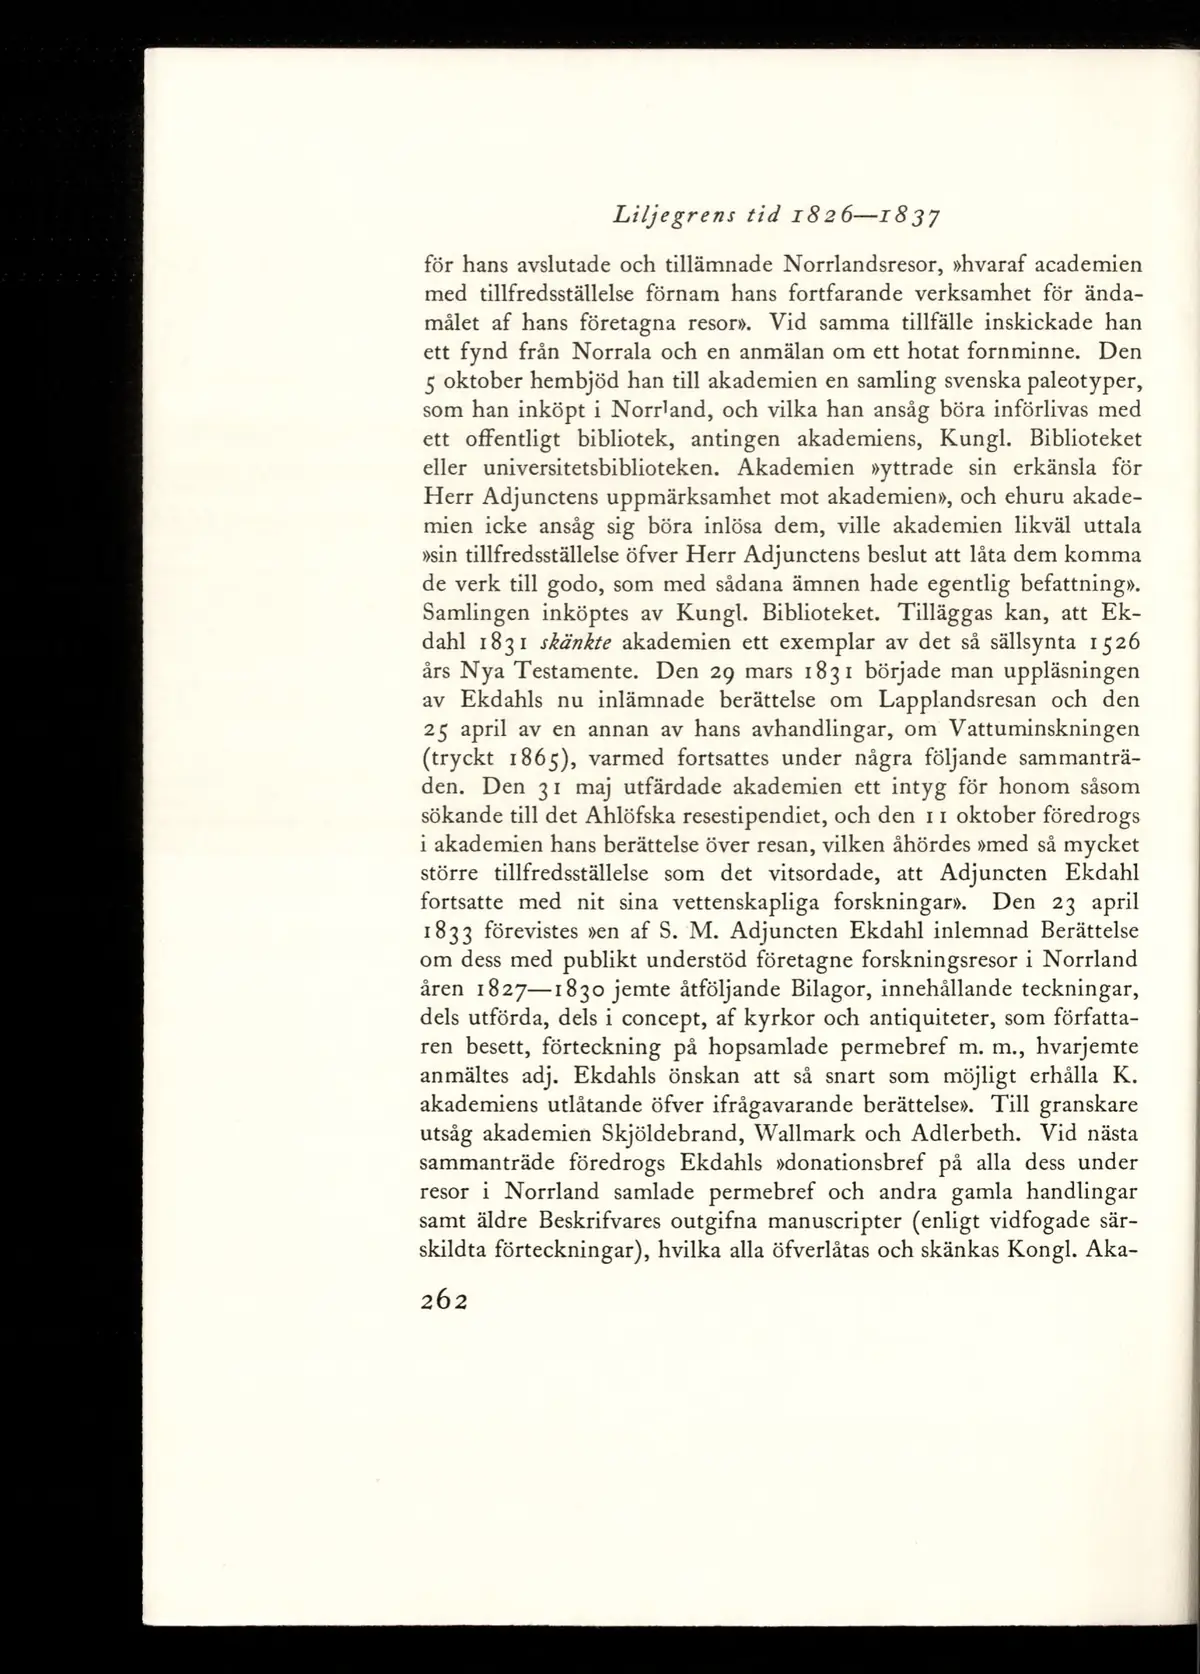 Liljegrens tid 1826—1837
för hans avslutade och tillämnade Norrlandsresor, »hvaraf academien
med tillfredsställelse förnam hans fortfarande verksamhet för ända-
målet af hans företagna resor». Vid samma tillfälle inskickade han
ett fynd från Norrala och en anmälan om ett hotat fornminne. Den
5 oktober hembjöd han till akademien en samling svenska paleotyper,
som han inköpt i Norrland, och vilka han ansåg böra införlivas med
ett offentligt bibliotek, antingen akademiens, Kungl. Biblioteket
eller universitetsbiblioteken. Akademien »yttrade sin erkänsla för
Herr Adjunctens uppmärksamhet mot akademien», och ehuru akade-
mien icke ansåg sig böra inlösa dem, ville akademien likväl uttala
»sin tillfredsställelse öfver Herr Adjunctens beslut att låta dem komma
de verk till godo, som med sådana ämnen hade egentlig befattning».
Samlingen inköptes av Kungl. Biblioteket. Tilläggas kan, att Ek-
dahl 1831 skänkte akademien ett exemplar av det så sällsynta 1526
års Nya Testamente. Den 29 mars 1831 började man uppläsningen
av Ekdahls nu inlämnade berättelse om Lapplandsresan och den
25 april av en annan av hans avhandlingar, om Vattuminskningen
(tryckt 1865), varmed fortsattes under några följande sammanträ-
den. Den 31 maj utfärdade akademien ett intyg för honom såsom
sökande till det Ahlöfska resestipendiet, och den 11 oktober föredrogs
i akademien hans berättelse över resan, vilken åhördes »med så mycket
större tillfredsställelse som det vitsordade, att Adjuncten Ekdahl
fortsatte med nit sina vettenskapliga forskningar». Den 23 april
1833 förevistes »en af S. M. Adjuncten Ekdahl inlemnad Berättelse
om dess med publikt understöd företagne forskningsresor i Norrland
åren 1827—1830 jemte åtföljande Bilagor, innehållande teckningar,
dels utförda, dels i concept, af kyrkor och antiquiteter, som författa-
ren besett, förteckning på hopsamlade permebref m. m., hvarjemte
anmältes adj. Ekdahls önskan att så snart som möjligt erhålla K.
akademiens utlåtande öfver ifrågavarande berättelse». Till granskare
utsåg akademien Skjöldebrand, Wallmark och Adlerbeth. Vid nästa
sammanträde föredrogs Ekdahls »donationsbref på alla dess under
resor i Norrland samlade permebref och andra gamla handlingar
samt äldre Beskrifvares outgifna manuscripter (enligt vidfogade sär-
skildta förteckningar), hvilka alla öfverlåtas och skänkas Kongl. Aka-
262